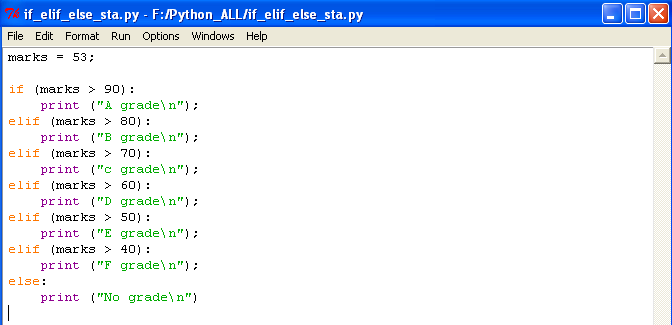 if_elif_else_sta.py - F:/Python_ALL/if_elif_else_sta.py
File Edit Format Run Options Windows Help
marks = 53;
if (marks > 90):
    print ("A grade\n");
elif (marks > 80):
    print ("B grade\n");
elif (marks > 70):
    print ("c grade\n");
elif (marks > 60):
    print ("D grade\n");
elif (marks > 50):
    print ("E grade\n");
elif (marks > 40):
    print ("F grade\n");
else:
    print ("No grade\n")